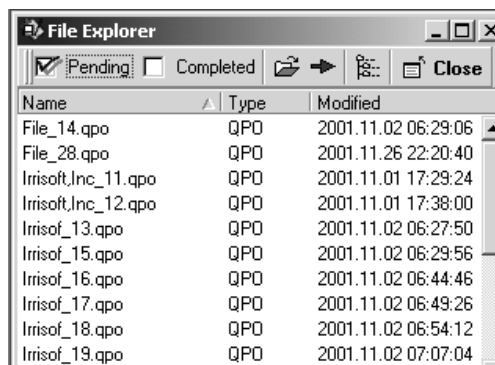 File Explorer
Pending Completed Close
Name Type Modified
File_14.qpo QPO 2001.11.02 06:29:06
File_28.qpo QPO 2001.11.26 22:20:40
Irrisoft,Inc_11.qpo QPO 2001.11.01 17:29:24
Irrisoft,Inc_12.qpo QPO 2001.11.01 17:38:00
Irrisof_13.qpo QPO 2001.11.02 06:27:50
Irrisof_15.qpo QPO 2001.11.02 06:29:56
Irrisof_16.qpo QPO 2001.11.02 06:44:46
Irrisof_17.qpo QPO 2001.11.02 06:49:26
Irrisof_18.qpo QPO 2001.11.02 06:54:12
Irrisof_19.qpo QPO 2001.11.02 07:07:04